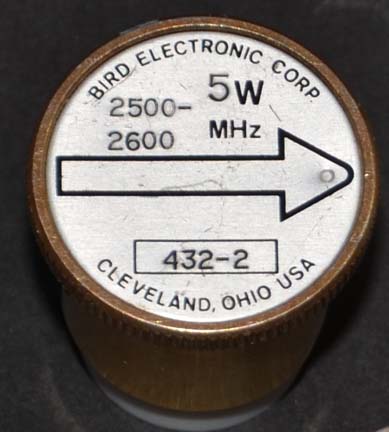 BIRD ELECTRONIC CORP.
2500- 5W
2600 MHz
432-2
CLEVELAND, OHIO USA